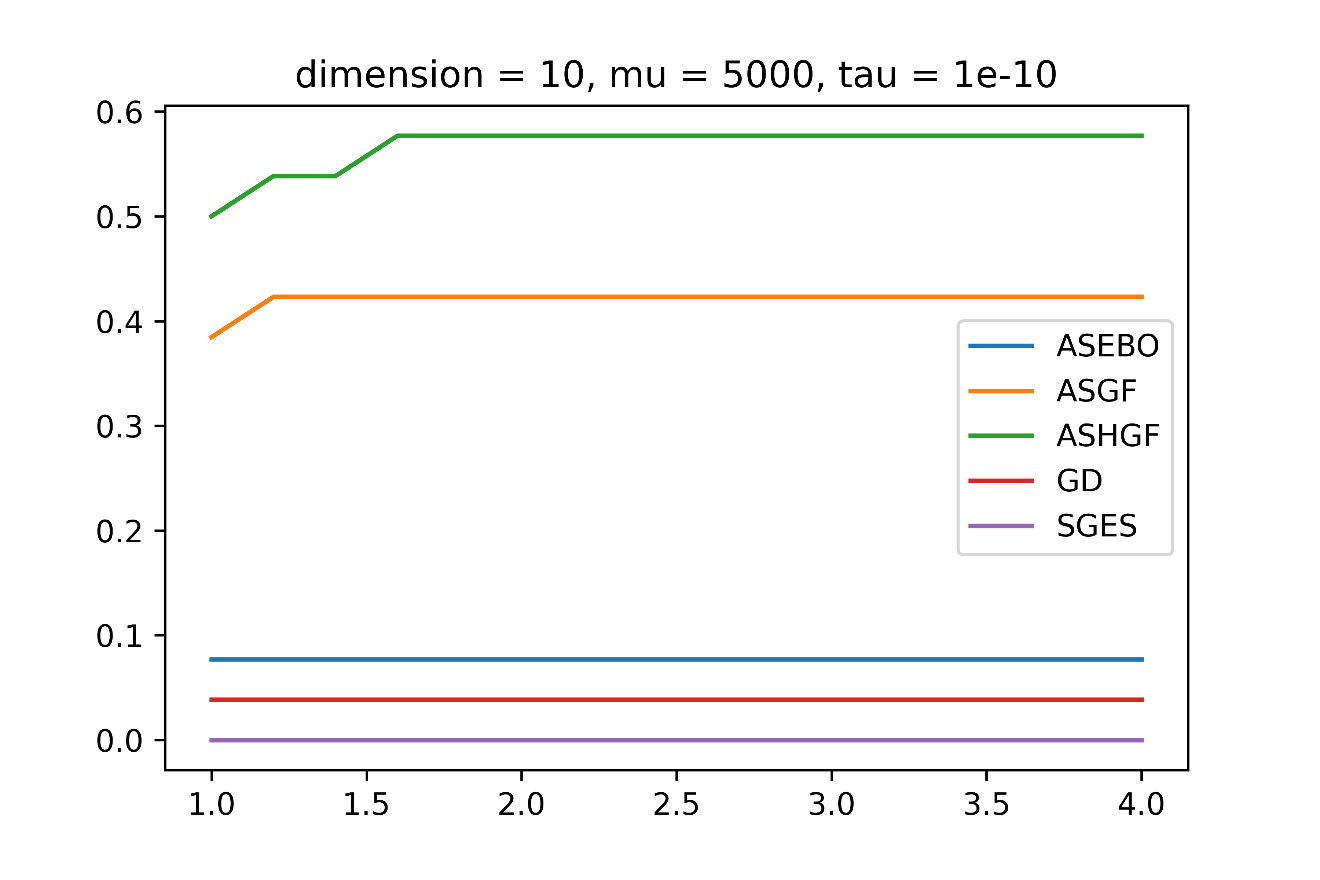 dimension = 10, mu = 5000, tau = 1e-10
0.6
0.5
0.4
0.3
0.2
0.1
0.0
ASEBO
ASGF
ASHGF
GD
SGES
1.0 1.5 2.0 2.5 3.0 3.5 4.0